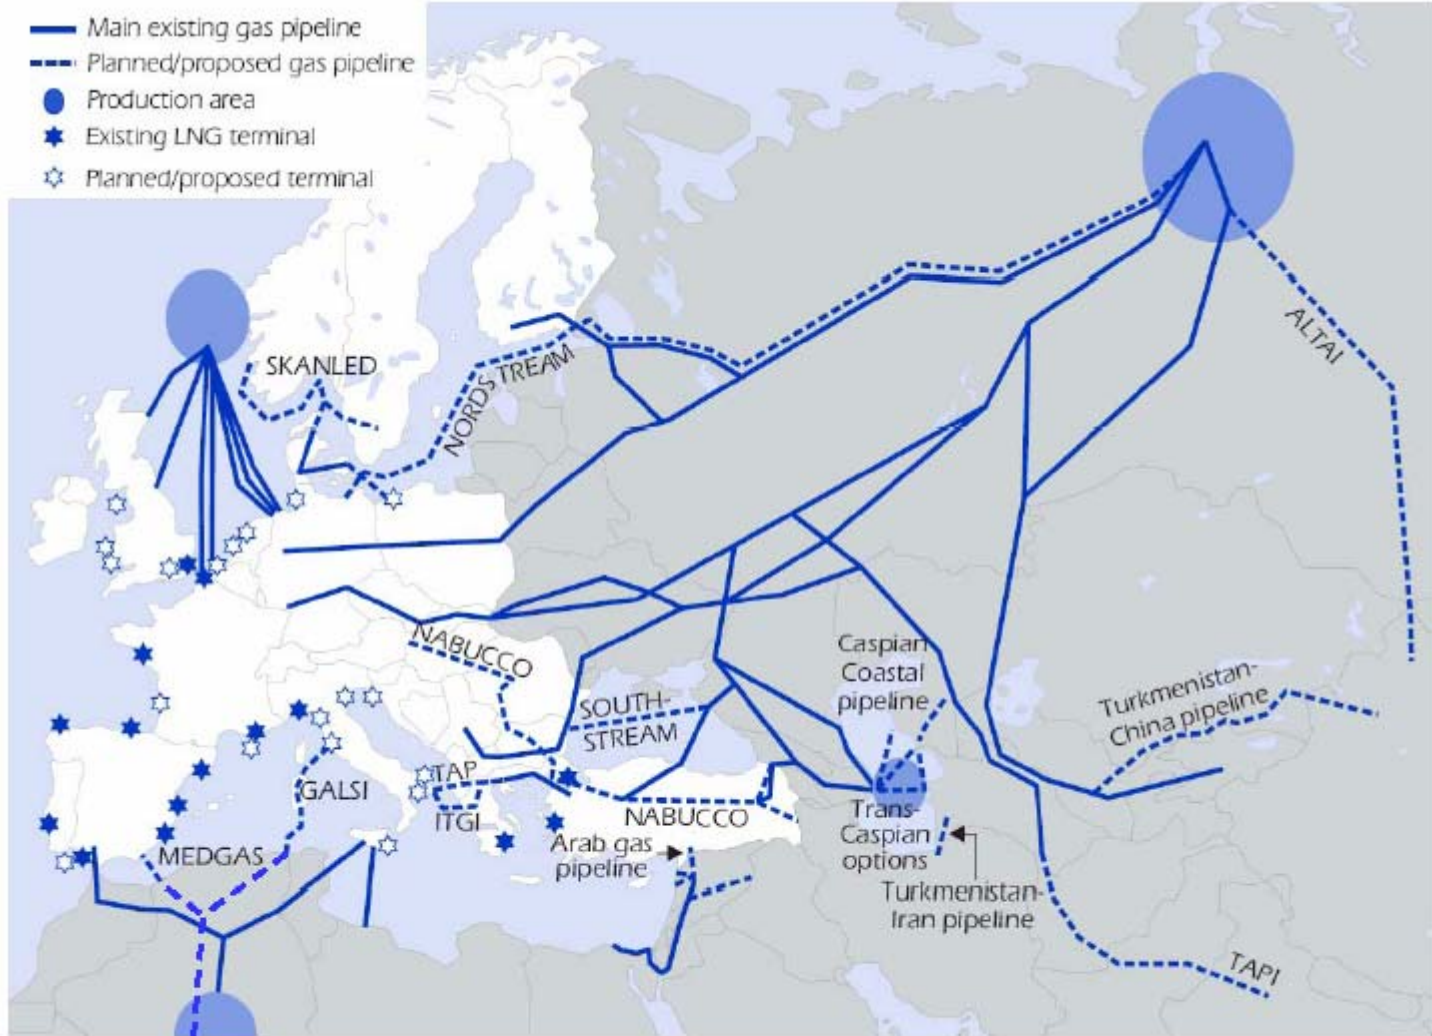 Main existing gas pipeline
Planned/proposed gas pipeline
Production area
Existing LNG terminal
Planned/proposed terminal
SKANLED
NORDSTREAM
ALTAI
NABUCCO
Caspian
Coastal
pipeline
SOUTH-
STREAM
Turkmenistan-
China pipeline
TAP
GALSI
ITGI
NABUCCO
Trans-
Caspian
options
MEDGAS
Arab gas
pipeline
Turkmenistan-
Iran pipeline
TAPI